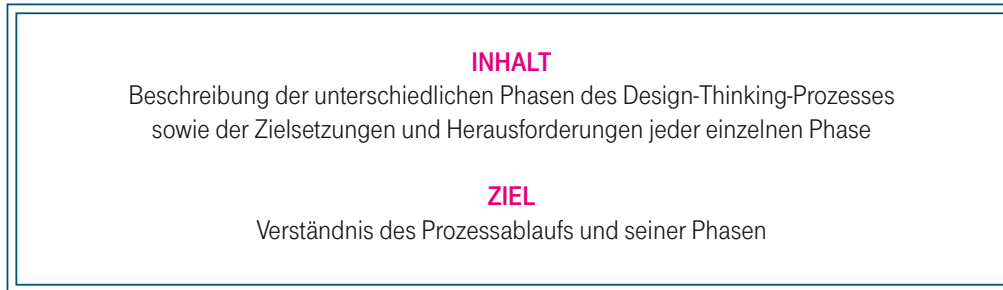 INHALT
Beschreibung der unterschiedlichen Phasen des Design-Thinking-Prozesses
sowie der Zielsetzungen und Herausforderungen jeder einzelnen Phase
ZIEL
Verständnis des Prozessablaufs und seiner Phasen